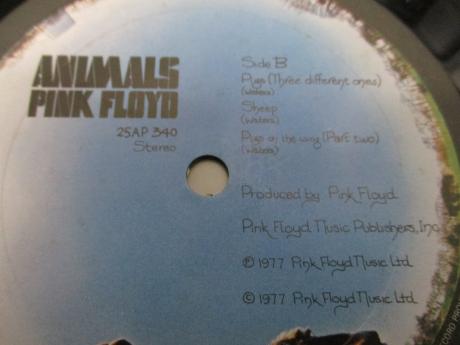 ANIMALS
PINK FLOYD
25AP 340
Stereo
Side B
Pigs (Three different ones)
(Waters)
Sheep
(Waters)
Pigs on the wing (Part two)
(Waters)
Produced by Pink Floyd
Pink Floyd Music Publishers, Inc.
℗ 1977 Pink Floyd Music Ltd.
© 1977 Pink Floyd Music Ltd.